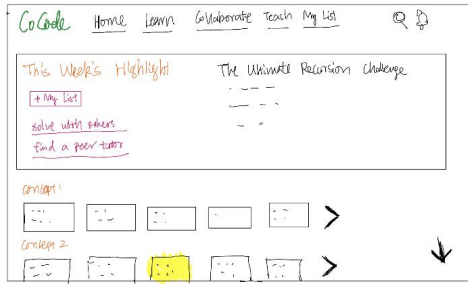 CoCode Home Learn Collaborate Teach My List
This Week's Highlight
The Ultimate Recursion Challenge
+ My List
solve with others
find a peer tutor
Concept 1
Concept 2